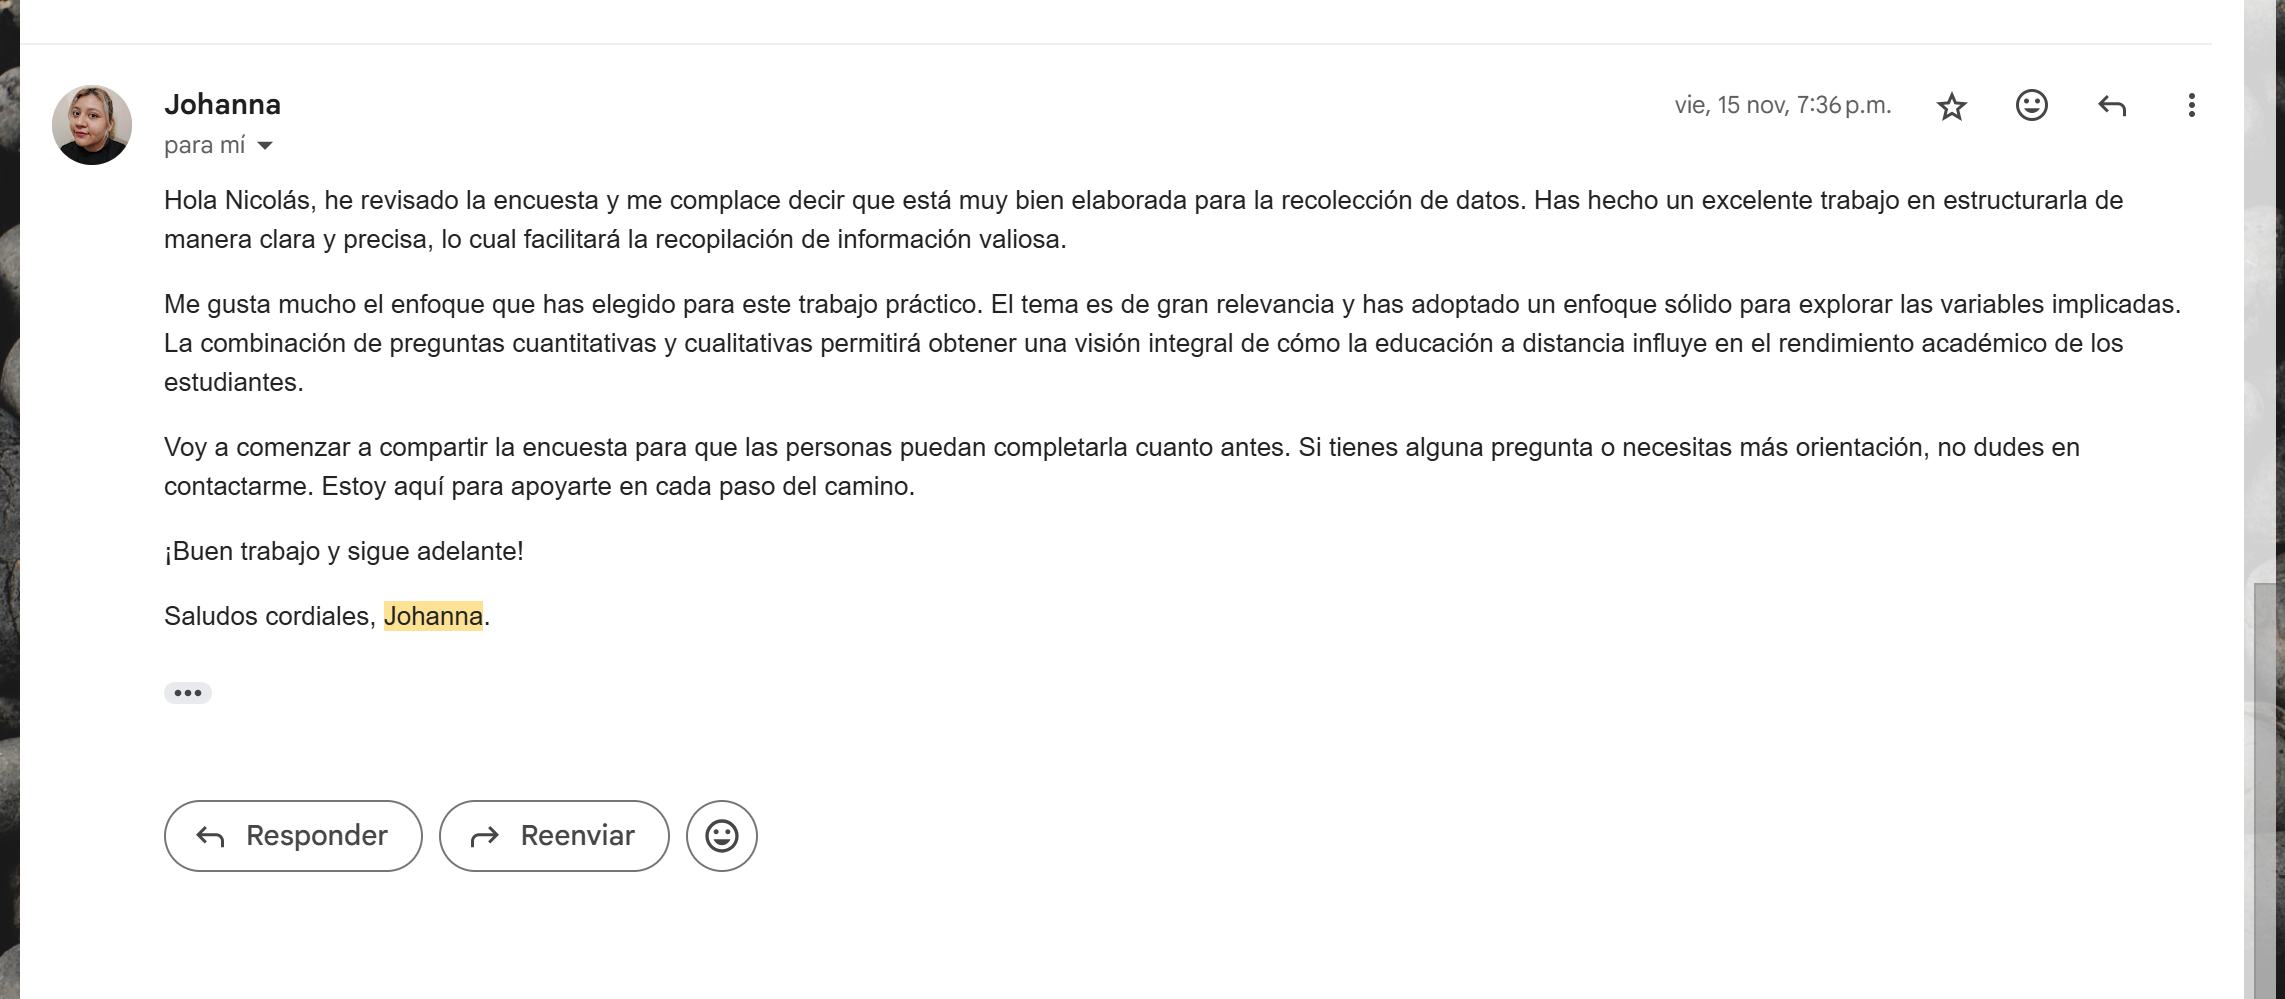 Johanna
vie, 15 nov, 7:36 p.m.
para mí
Hola Nicolás, he revisado la encuesta y me complace decir que está muy bien elaborada para la recolección de datos. Has hecho un excelente trabajo en estructurarla de
manera clara y precisa, lo cual facilitará la recopilación de información valiosa.
Me gusta mucho el enfoque que has elegido para este trabajo práctico. El tema es de gran relevancia y has adoptado un enfoque sólido para explorar las variables implicadas.
La combinación de preguntas cuantitativas y cualitativas permitirá obtener una visión integral de cómo la educación a distancia influye en el rendimiento académico de los
estudiantes.
Voy a comenzar a compartir la encuesta para que las personas puedan completarla cuanto antes. Si tienes alguna pregunta o necesitas más orientación, no dudes en
contactarme. Estoy aquí para apoyarte en cada paso del camino.
¡Buen trabajo y sigue adelante!
Saludos cordiales, Johanna.
Responder
Reenviar